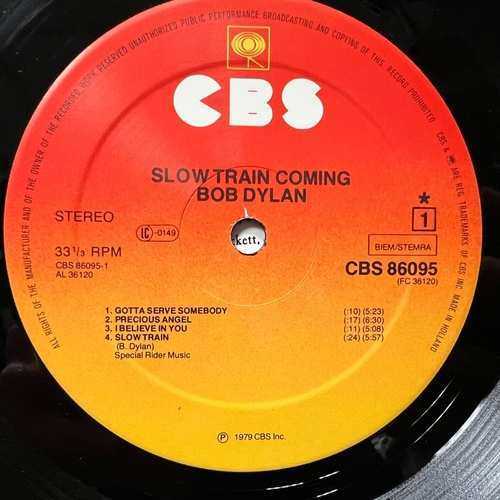 ALL RIGHTS OF THE MANUFACTURER AND OF THE OWNER OF THE RECORDED WORK RESERVED UNAUTHORIZED PUBLIC PERFORMANCE BROADCASTING AND COPYING OF THIS RECORD PROHIBITED
CBS & ARE REG. TRADEMARKS OF CBS INC. MADE IN HOLLAND
CBS
SLOW TRAIN COMING
BOB DYLAN
STEREO
LC-0149
*
1
kett.
BIEM/STEMRA
33 1/3 RPM
CBS 86095-1
AL 36120
CBS 86095
(FC 36120)
1. GOTTA SERVE SOMEBODY (:10) (5:23)
2. PRECIOUS ANGEL (:17) (6:30)
3. I BELIEVE IN YOU (:11) (5:08)
4. SLOW TRAIN (:24) (5:57)
(B. Dylan)
Special Rider Music
℗ 1979 CBS Inc.